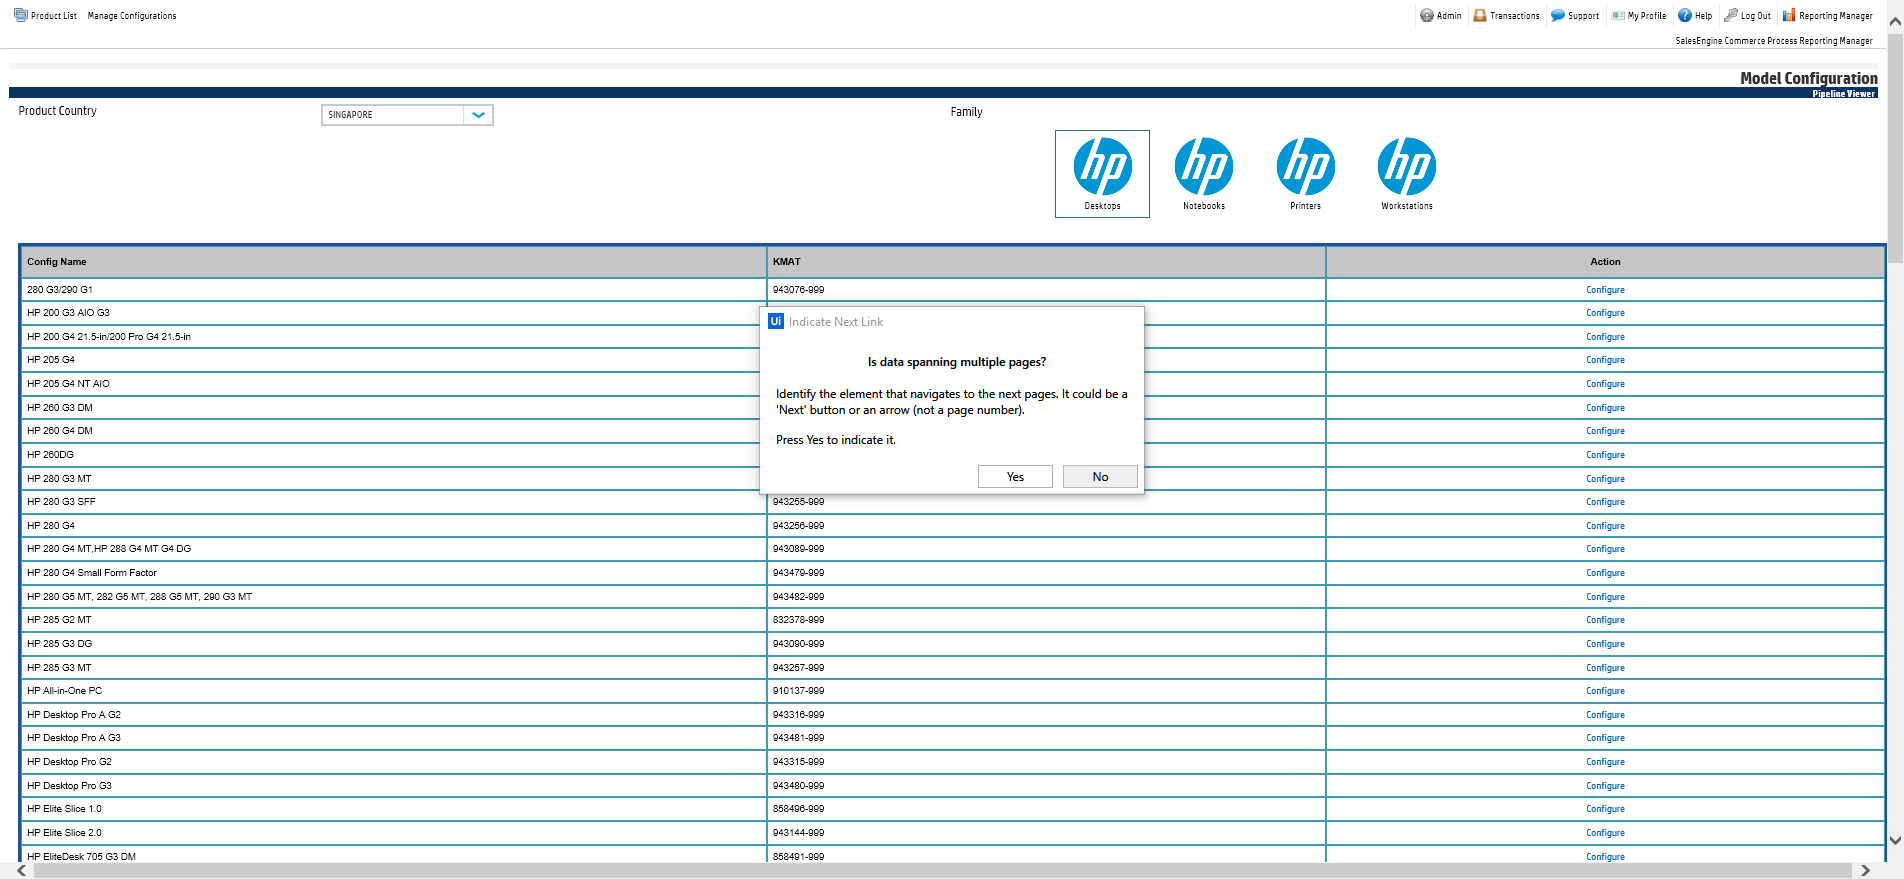 Product List Manage Configurations Admin Transactions Support My Profile Help Log Out Reporting Manager
SalesEngine Commerce Process Reporting Manager
Model Configuration
Pipeline Viewer
Product Country SINGAPORE Family
hp hp hp hp
Desktops Notebooks Printers Workstations
Config Name KMAT Action
280 G3/290 G1 943076-999 Configure
HP 200 G3 AIO G3 Configure
HP 200 G4 21.5-in/200 Pro G4 21.5-in Configure
HP 205 G4 Configure
HP 205 G4 NT AIO Configure
HP 260 G3 DM Configure
HP 260 G4 DM Configure
HP 260DG Configure
HP 280 G3 MT Configure
Ui Indicate Next Link
Is data spanning multiple pages?
Identify the element that navigates to the next pages. It could be a
'Next' button or an arrow (not a page number).
Press Yes to indicate it.
Yes No
HP 280 G3 SFF 943255-999 Configure
HP 280 G4 943256-999 Configure
HP 280 G4 MT,HP 288 G4 MT G4 DG 943089-999 Configure
HP 280 G4 Small Form Factor 943479-999 Configure
HP 280 G5 MT, 282 G5 MT, 288 G5 MT, 290 G3 MT 943482-999 Configure
HP 285 G2 MT 832378-999 Configure
HP 285 G3 DG 943090-999 Configure
HP 285 G3 MT 943257-999 Configure
HP All-in-One PC 910137-999 Configure
HP Desktop Pro A G2 943316-999 Configure
HP Desktop Pro A G3 943481-999 Configure
HP Desktop Pro G2 943315-999 Configure
HP Desktop Pro G3 943480-999 Configure
HP Elite Slice 1.0 858496-999 Configure
HP Elite Slice 2.0 943144-999 Configure
HP EliteDesk 705 G3 DM 858491-999 Configure